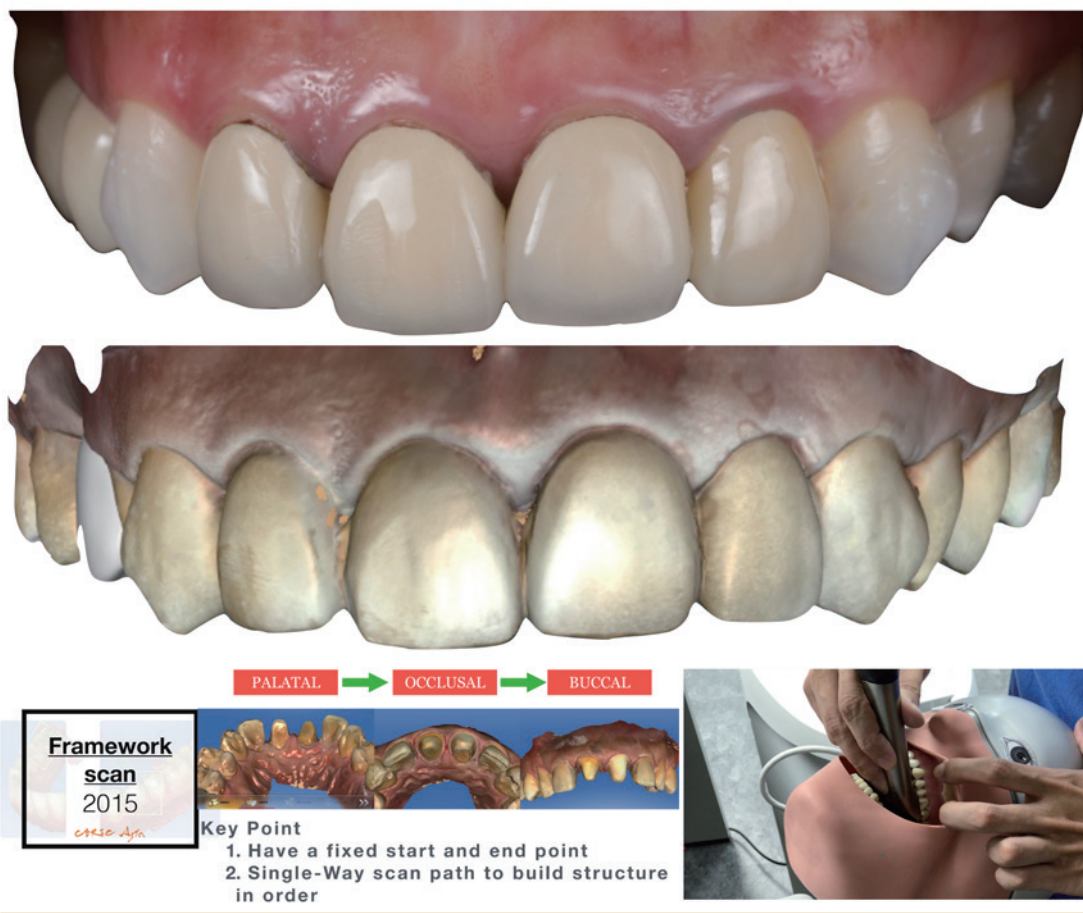 PALATAL
OCCLUSAL
BUCCAL
Framework
scan
2015
Key Point
1. Have a fixed start and end point
2. Single-Way scan path to build structure
in order